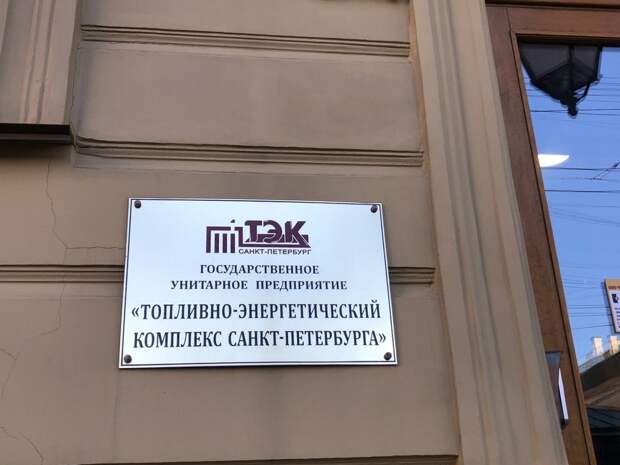 ТЭК
САНКТ-ПЕТЕРБУРГ
ГОСУДАРСТВЕННОЕ
УНИТАРНОЕ ПРЕДПРИЯТИЕ
«ТОПЛИВНО-ЭНЕРГЕТИЧЕСКИЙ
КОМПЛЕКС САНКТ-ПЕТЕРБУРГА»